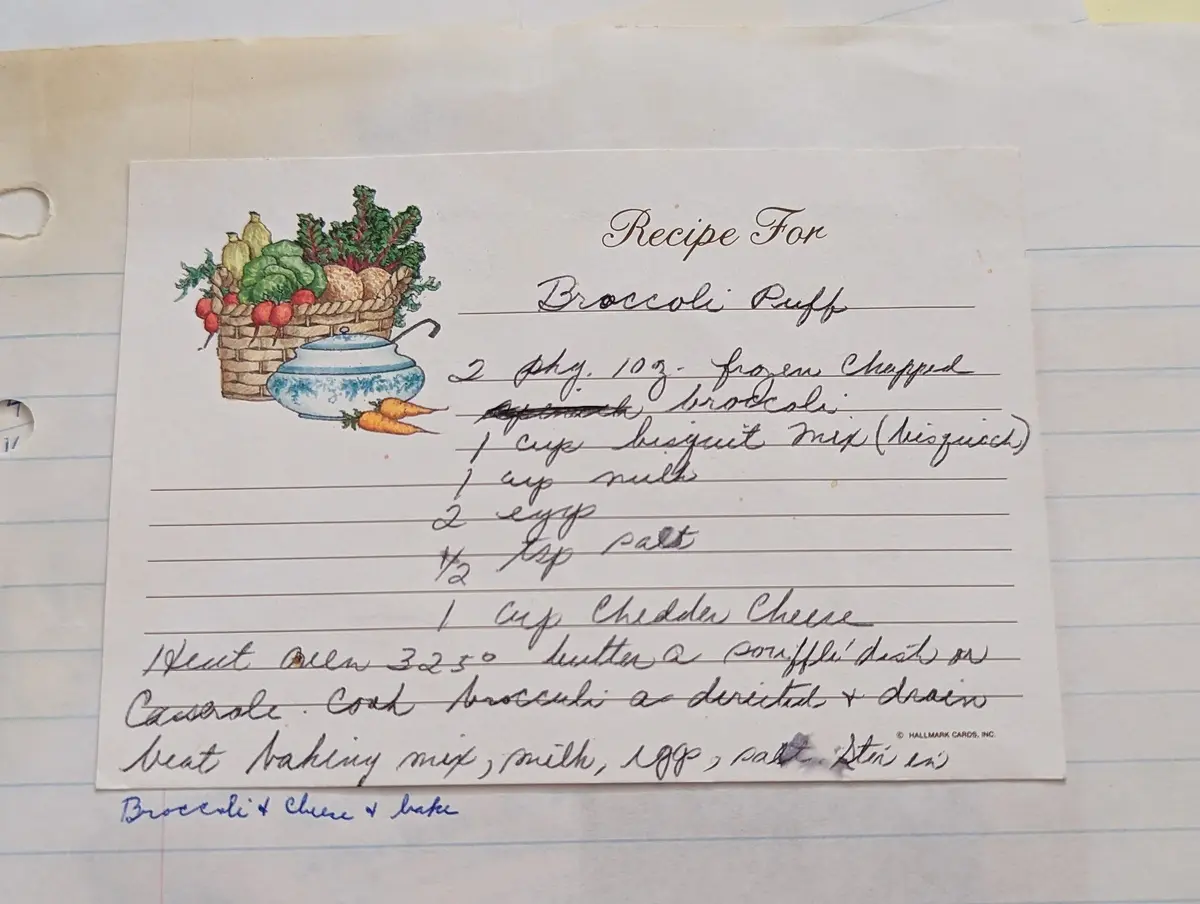 Recipe For
Broccoli Puff
2 pkg. 10 oz. frozen Chopped
spinach broccoli
1 cup bisquit mix (bisquick)
1 cup milk
2 eggs
1/2 tsp salt
1 cup Chedder Cheese
Heat oven 325° butter a soufflé dish or
Casserole. Cook broccoli as directed & drain
© HALLMARK CARDS, INC.
beat baking mix, milk, eggs, salt. Stir in
Broccoli & Cheese & bake